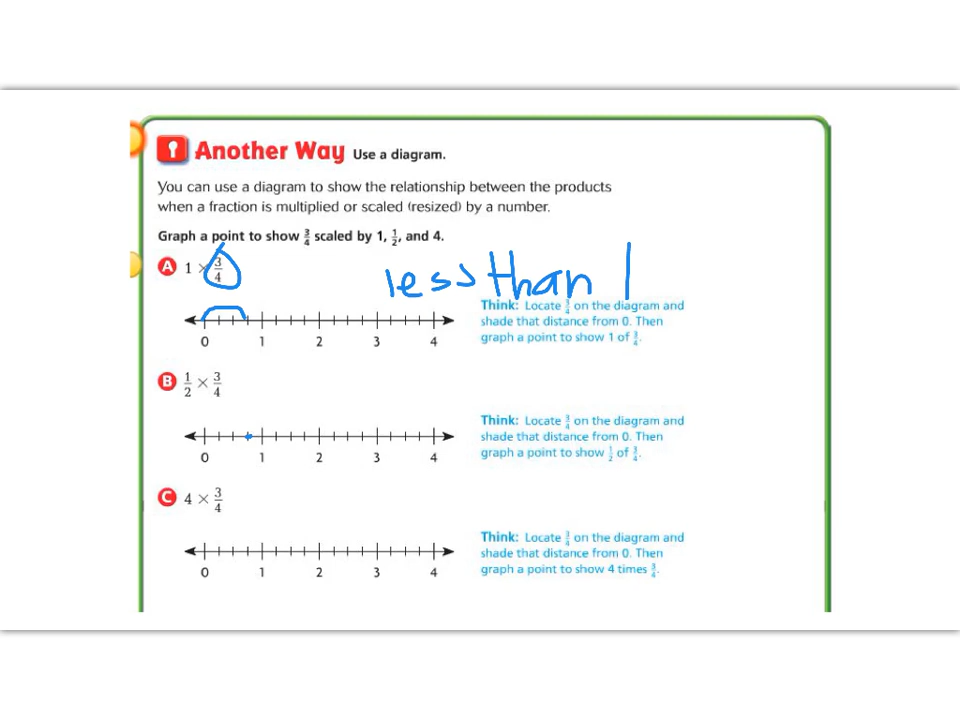 Another Way Use a diagram.
You can use a diagram to show the relationship between the products
when a fraction is multiplied or scaled (resized) by a number.
Graph a point to show 3/4 scaled by 1, 1/2, and 4.
A 1 × 3/4
less than 1
Think: Locate 3/4 on the diagram and
shade that distance from 0. Then
graph a point to show 1 of 3/4.
0 1 2 3 4
B 1/2 × 3/4
Think: Locate 3/4 on the diagram and
shade that distance from 0. Then
graph a point to show 1/2 of 3/4.
0 1 2 3 4
C 4 × 3/4
Think: Locate 3/4 on the diagram and
shade that distance from 0. Then
graph a point to show 4 times 3/4.
0 1 2 3 4